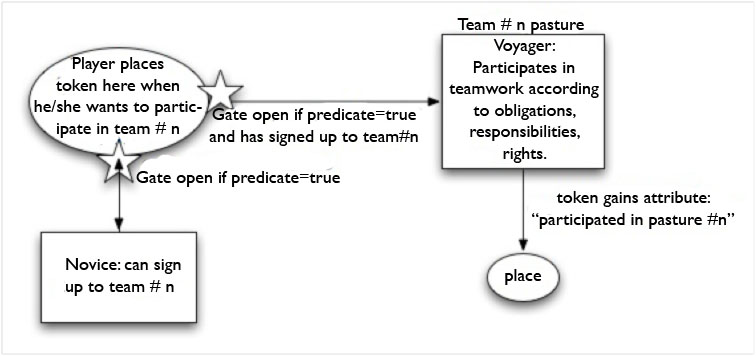 Player places
token here when
he/she wants to partic-
ipate in team # n
Gate open if predicate=true
and has signed up to team#n
Team # n pasture
Voyager:
Participates in
teamwork according
to obligations,
responsibilities,
rights.
Gate open if predicate=true
Novice: can sign
up to team # n
token gains attribute:
“participated in pasture #n”
place